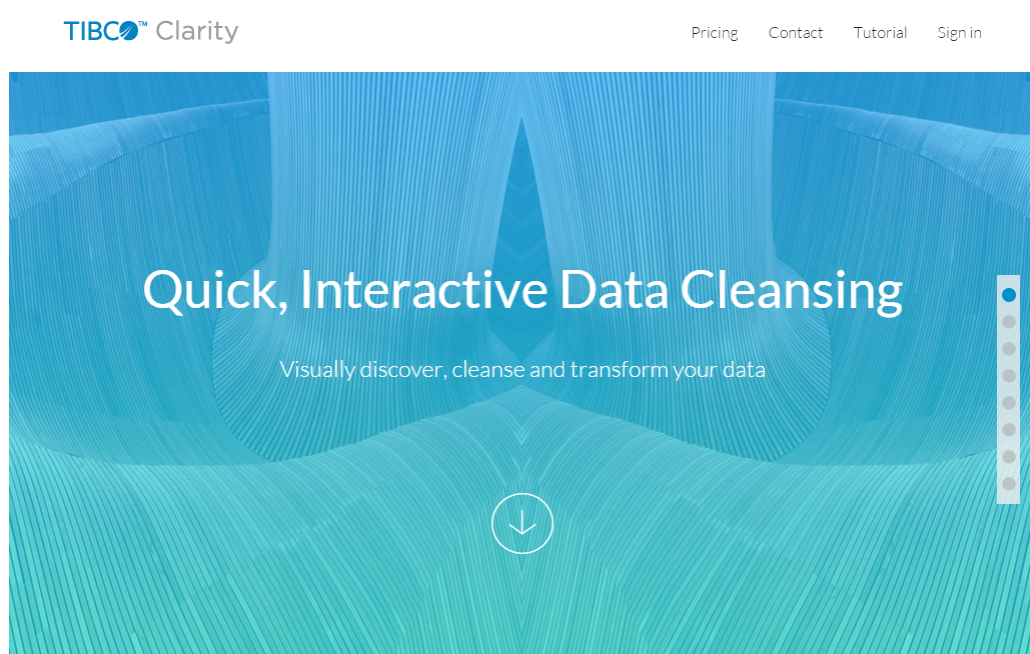 TIBCO™ Clarity
Pricing Contact Tutorial Sign in
Quick, Interactive Data Cleansing
Visually discover, cleanse and transform your data